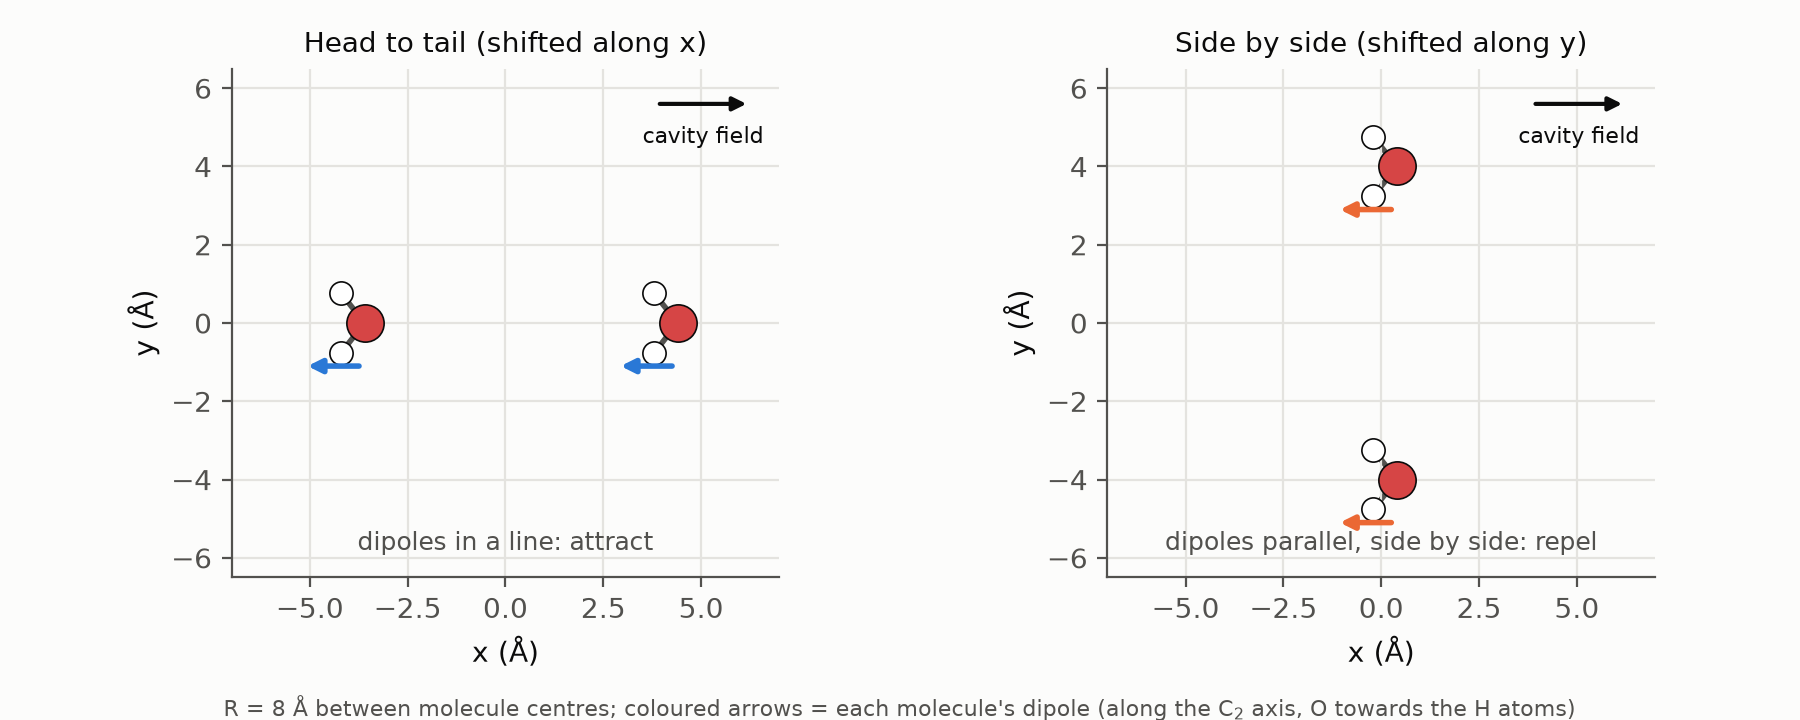 Head to tail (shifted along x)
6
4
2
0
−2
−4
−6
y (Å)
cavity field
dipoles in a line: attract
−5.0 −2.5 0.0 2.5 5.0
x (Å)
Side by side (shifted along y)
6
4
2
0
−2
−4
−6
y (Å)
cavity field
dipoles parallel, side by side: repel
−5.0 −2.5 0.0 2.5 5.0
x (Å)
R = 8 Å between molecule centres; coloured arrows = each molecule's dipole (along the C₂ axis, O towards the H atoms)